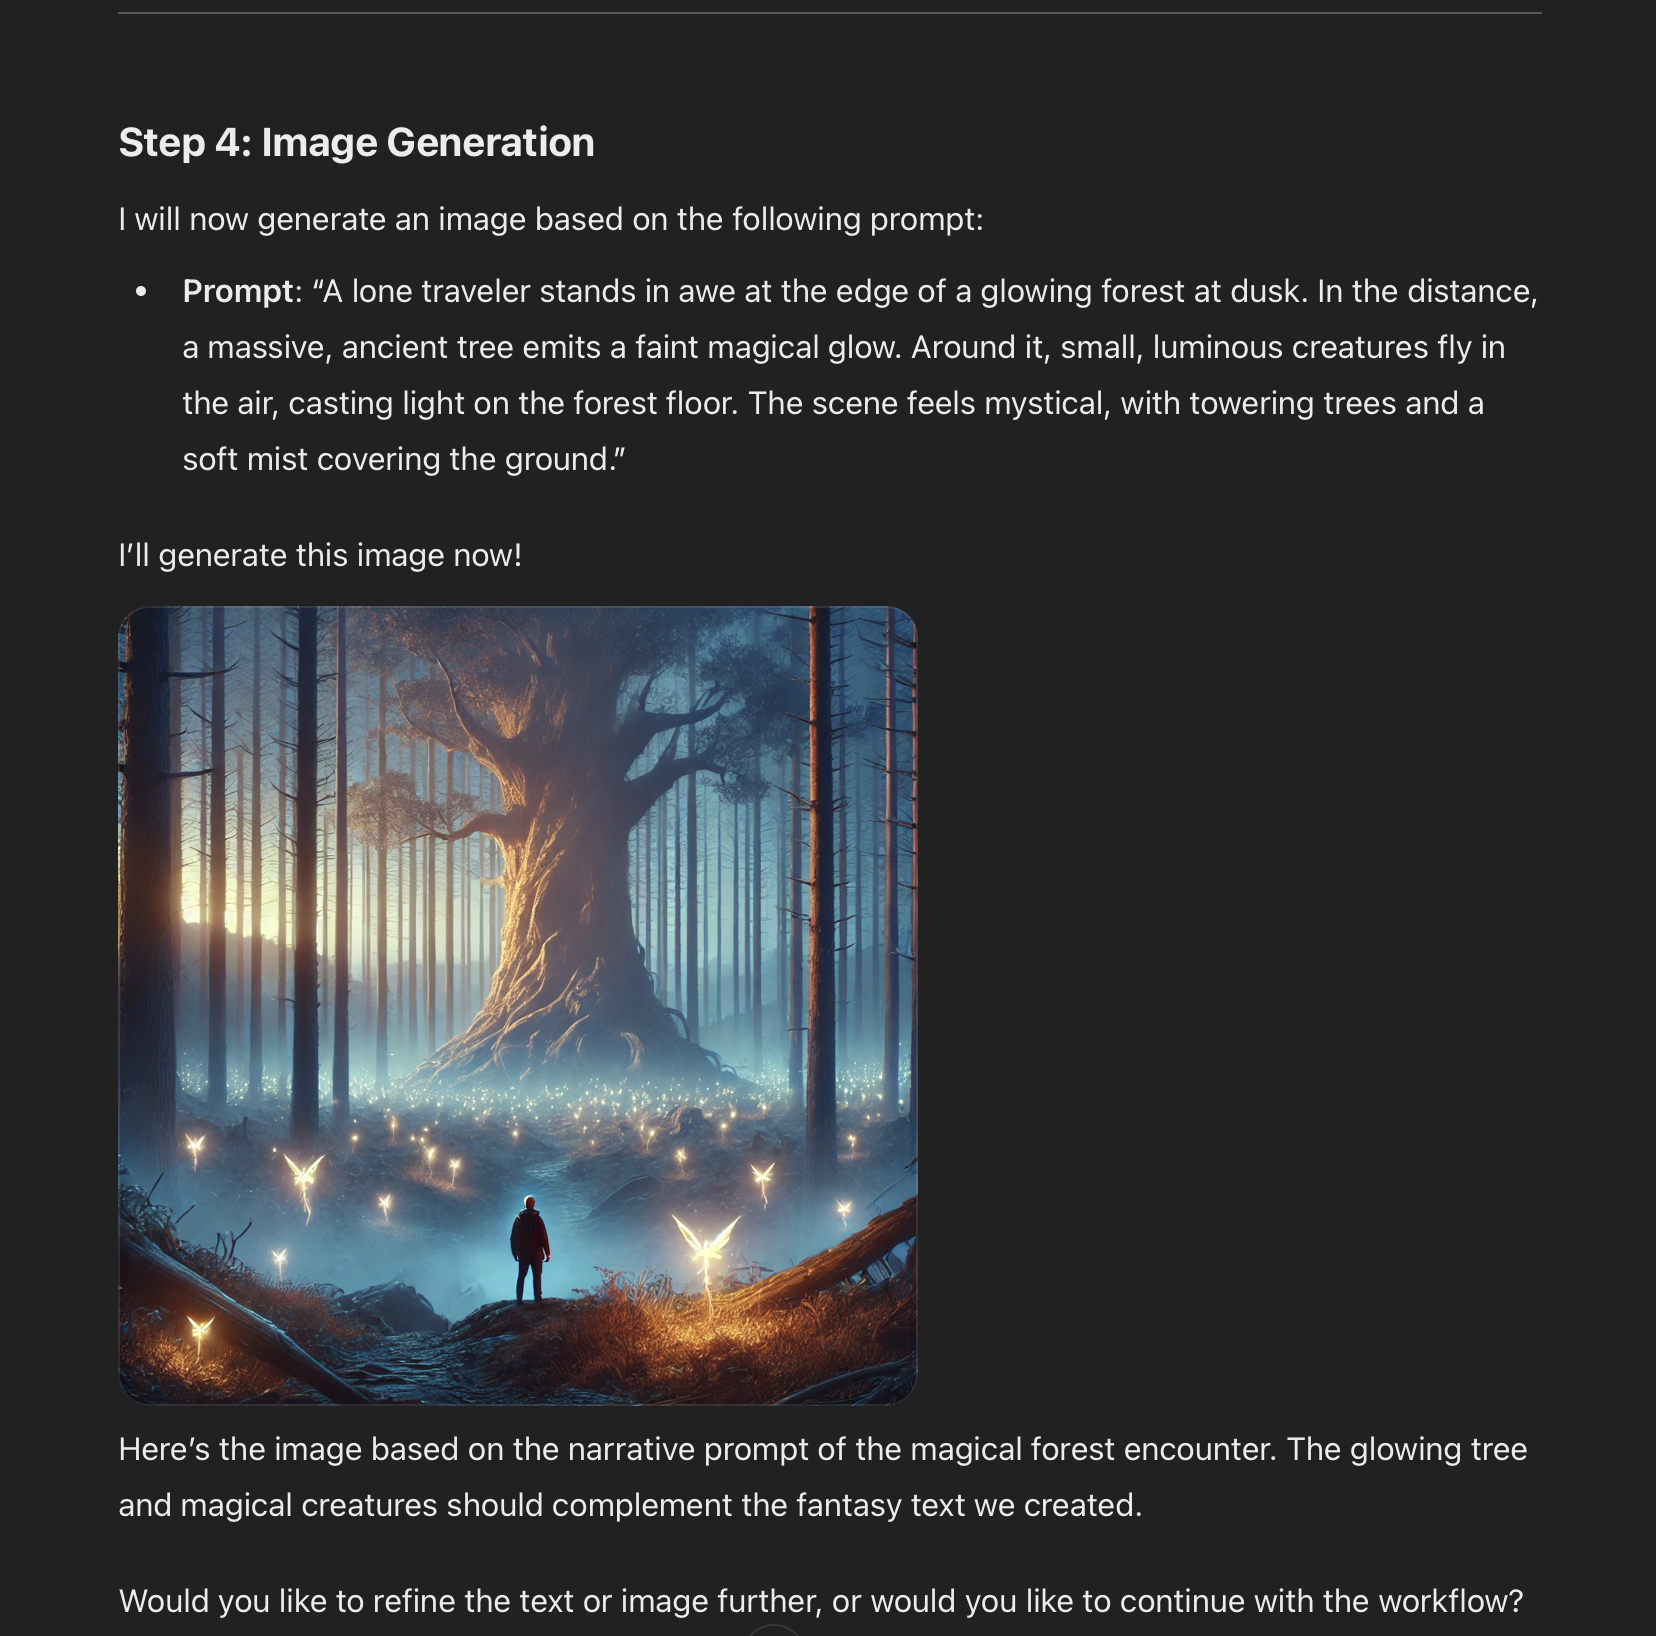 Step 4: Image Generation
I will now generate an image based on the following prompt:
• Prompt: “A lone traveler stands in awe at the edge of a glowing forest at dusk. In the distance,
a massive, ancient tree emits a faint magical glow. Around it, small, luminous creatures fly in
the air, casting light on the forest floor. The scene feels mystical, with towering trees and a
soft mist covering the ground.”
I’ll generate this image now!
Here’s the image based on the narrative prompt of the magical forest encounter. The glowing tree
and magical creatures should complement the fantasy text we created.
Would you like to refine the text or image further, or would you like to continue with the workflow?